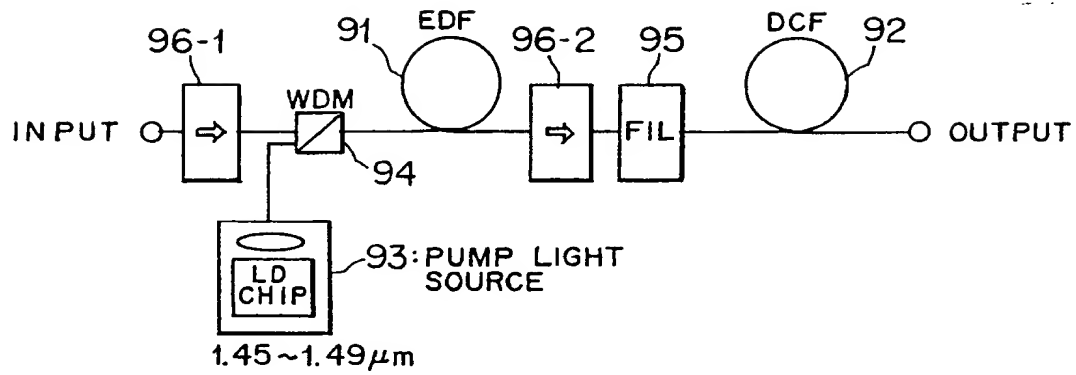 96-1
91
EDF
96-2
95
DCF
92
WDM
INPUT
⇨
⇨
FIL
OUTPUT
94
93:PUMP LIGHT
SOURCE
LD
CHIP
1.45~1.49μm